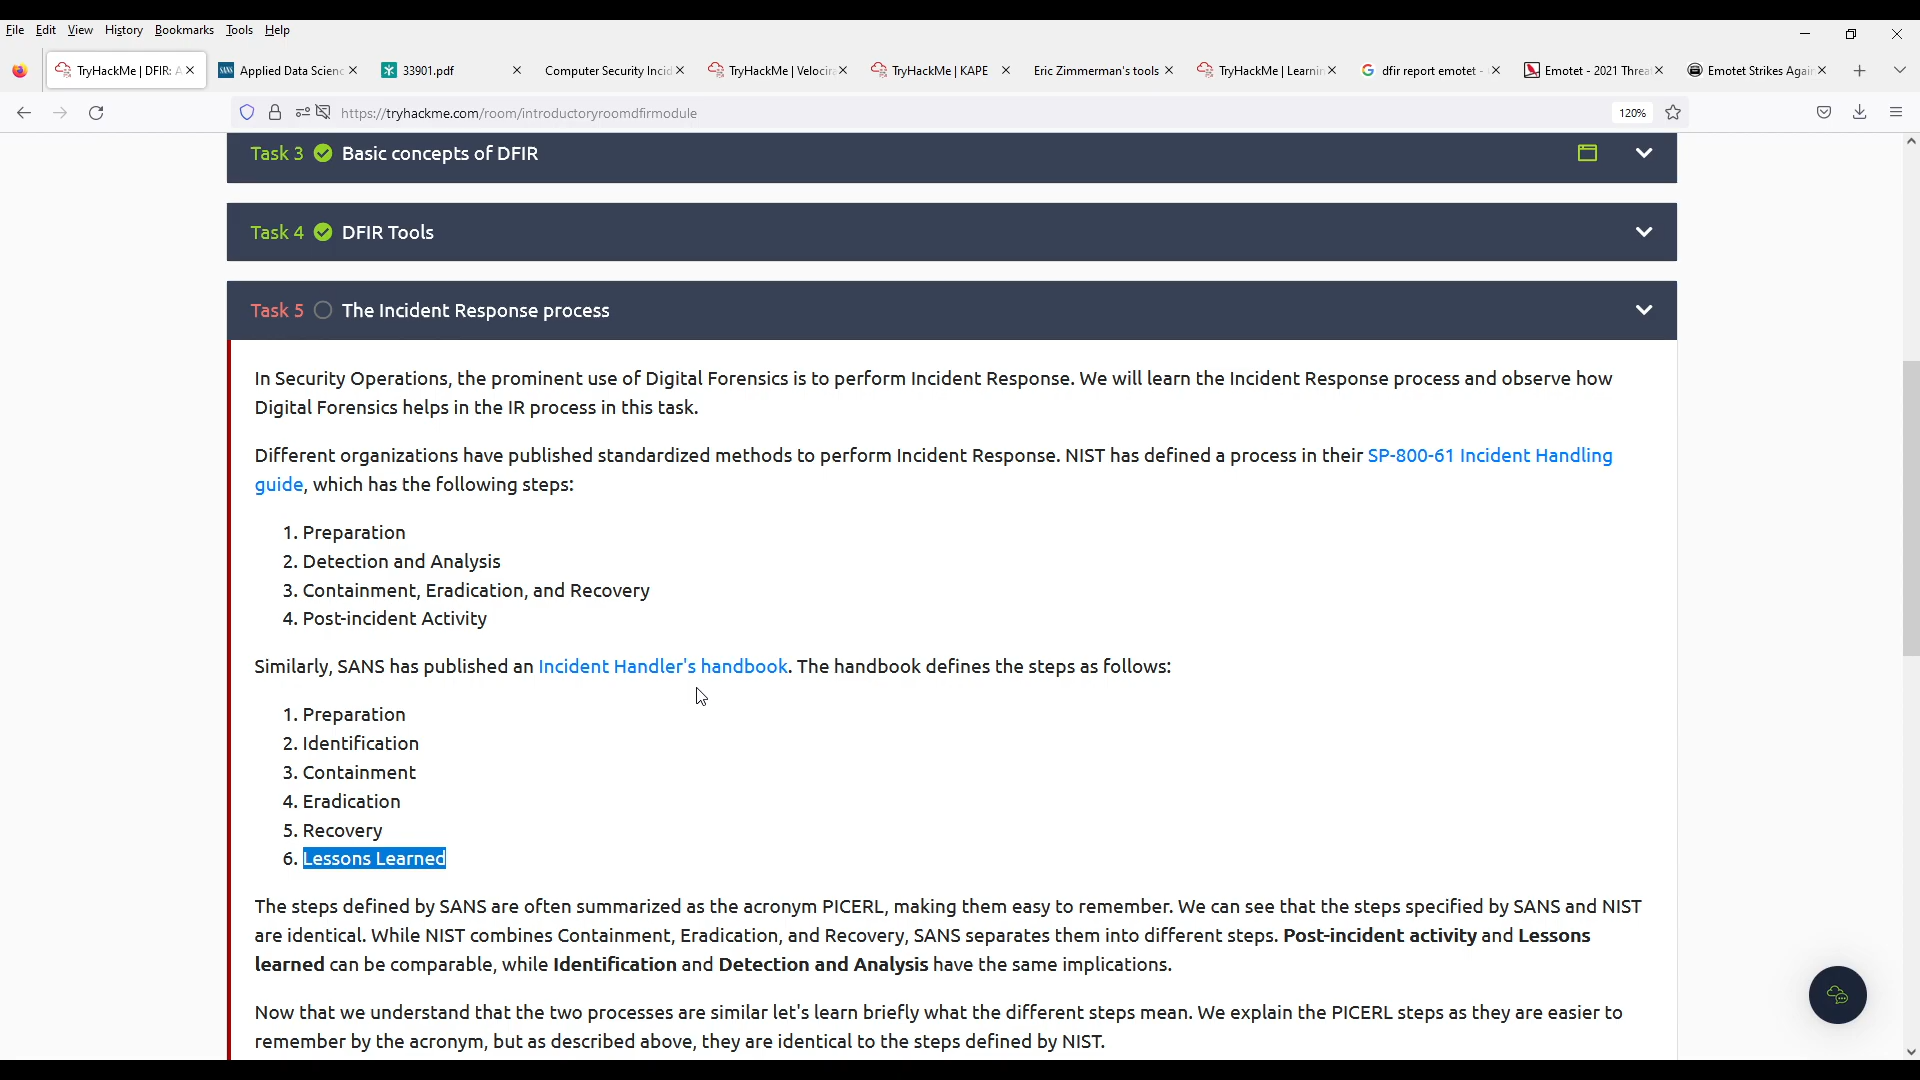 File Edit View History Bookmarks Tools Help
TryHackMe | DFIR: A
Applied Data Scienc
33901.pdf
Computer Security Incid
TryHackMe | Velocira
TryHackMe | KAPE
Eric Zimmerman's tools
TryHackMe | Learnin
dfir report emotet -
Emotet - 2021 Threa
Emotet Strikes Agai
https://tryhackme.com/room/introductoryroomdfirmodule
120%
Task 3 Basic concepts of DFIR
Task 4 DFIR Tools
Task 5 The Incident Response process
In Security Operations, the prominent use of Digital Forensics is to perform Incident Response. We will learn the Incident Response process and observe how
Digital Forensics helps in the IR process in this task.
Different organizations have published standardized methods to perform Incident Response. NIST has defined a process in their SP-800-61 Incident Handling
guide, which has the following steps:
1. Preparation
2. Detection and Analysis
3. Containment, Eradication, and Recovery
4. Post-incident Activity
Similarly, SANS has published an Incident Handler's handbook. The handbook defines the steps as follows:
1. Preparation
2. Identification
3. Containment
4. Eradication
5. Recovery
6. Lessons Learned
The steps defined by SANS are often summarized as the acronym PICERL, making them easy to remember. We can see that the steps specified by SANS and NIST
are identical. While NIST combines Containment, Eradication, and Recovery, SANS separates them into different steps. Post-incident activity and Lessons
learned can be comparable, while Identification and Detection and Analysis have the same implications.
Now that we understand that the two processes are similar let's learn briefly what the different steps mean. We explain the PICERL steps as they are easier to
remember by the acronym, but as described above, they are identical to the steps defined by NIST.